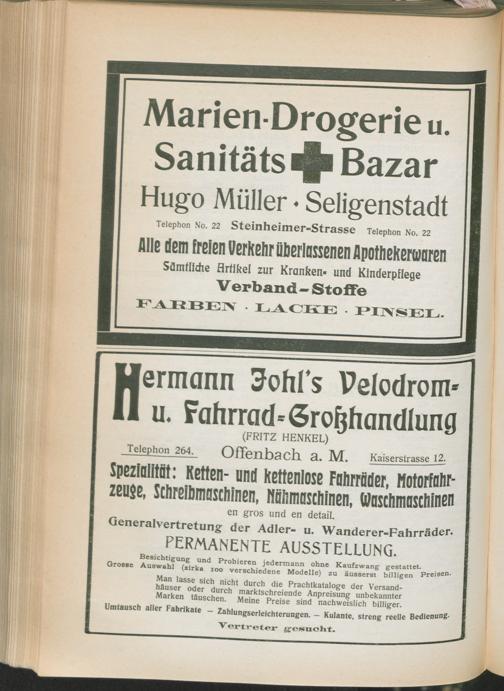 Marien-Drogerie u.
Sanitäts Bazar
Hugo Müller · Seligenstadt
Telephon No. 22 Steinheimer-Strasse Telephon No. 22
Alle dem freien Verkehr überlassenen Apothekerwaren
Sämtliche Artikel zur Kranken- und Kinderpflege
Verband-Stoffe
FARBEN · LACKE · PINSEL.
Hermann Johl's Velodrom-
u. Fahrrad-Großhandlung
(FRITZ HENKEL)
Telephon 264. Offenbach a. M. Kaiserstrasse 12.
Spezialität: Ketten- und kettenlose Fahrräder, Motorfahr-
zeuge, Schreibmaschinen, Nähmaschinen, Waschmaschinen
en gros und en detail.
Generalvertretung der Adler- u. Wanderer-Fahrräder.
PERMANENTE AUSSTELLUNG.
Besichtigung und Probieren jedermann ohne Kaufzwang gestattet.
Grosse Auswahl (zirka 100 verschiedene Modelle) zu äusserst billigen Preisen.
Man lasse sich nicht durch die Prachtkataloge der Versand-
häuser oder durch marktschreiende Anpreisung unbekannter
Marken täuschen. Meine Preise sind nachweislich billiger.
Umtausch aller Fabrikate — Zahlungserleichterungen. — Kulante, streng reelle Bedienung.
Vertreter gesucht.